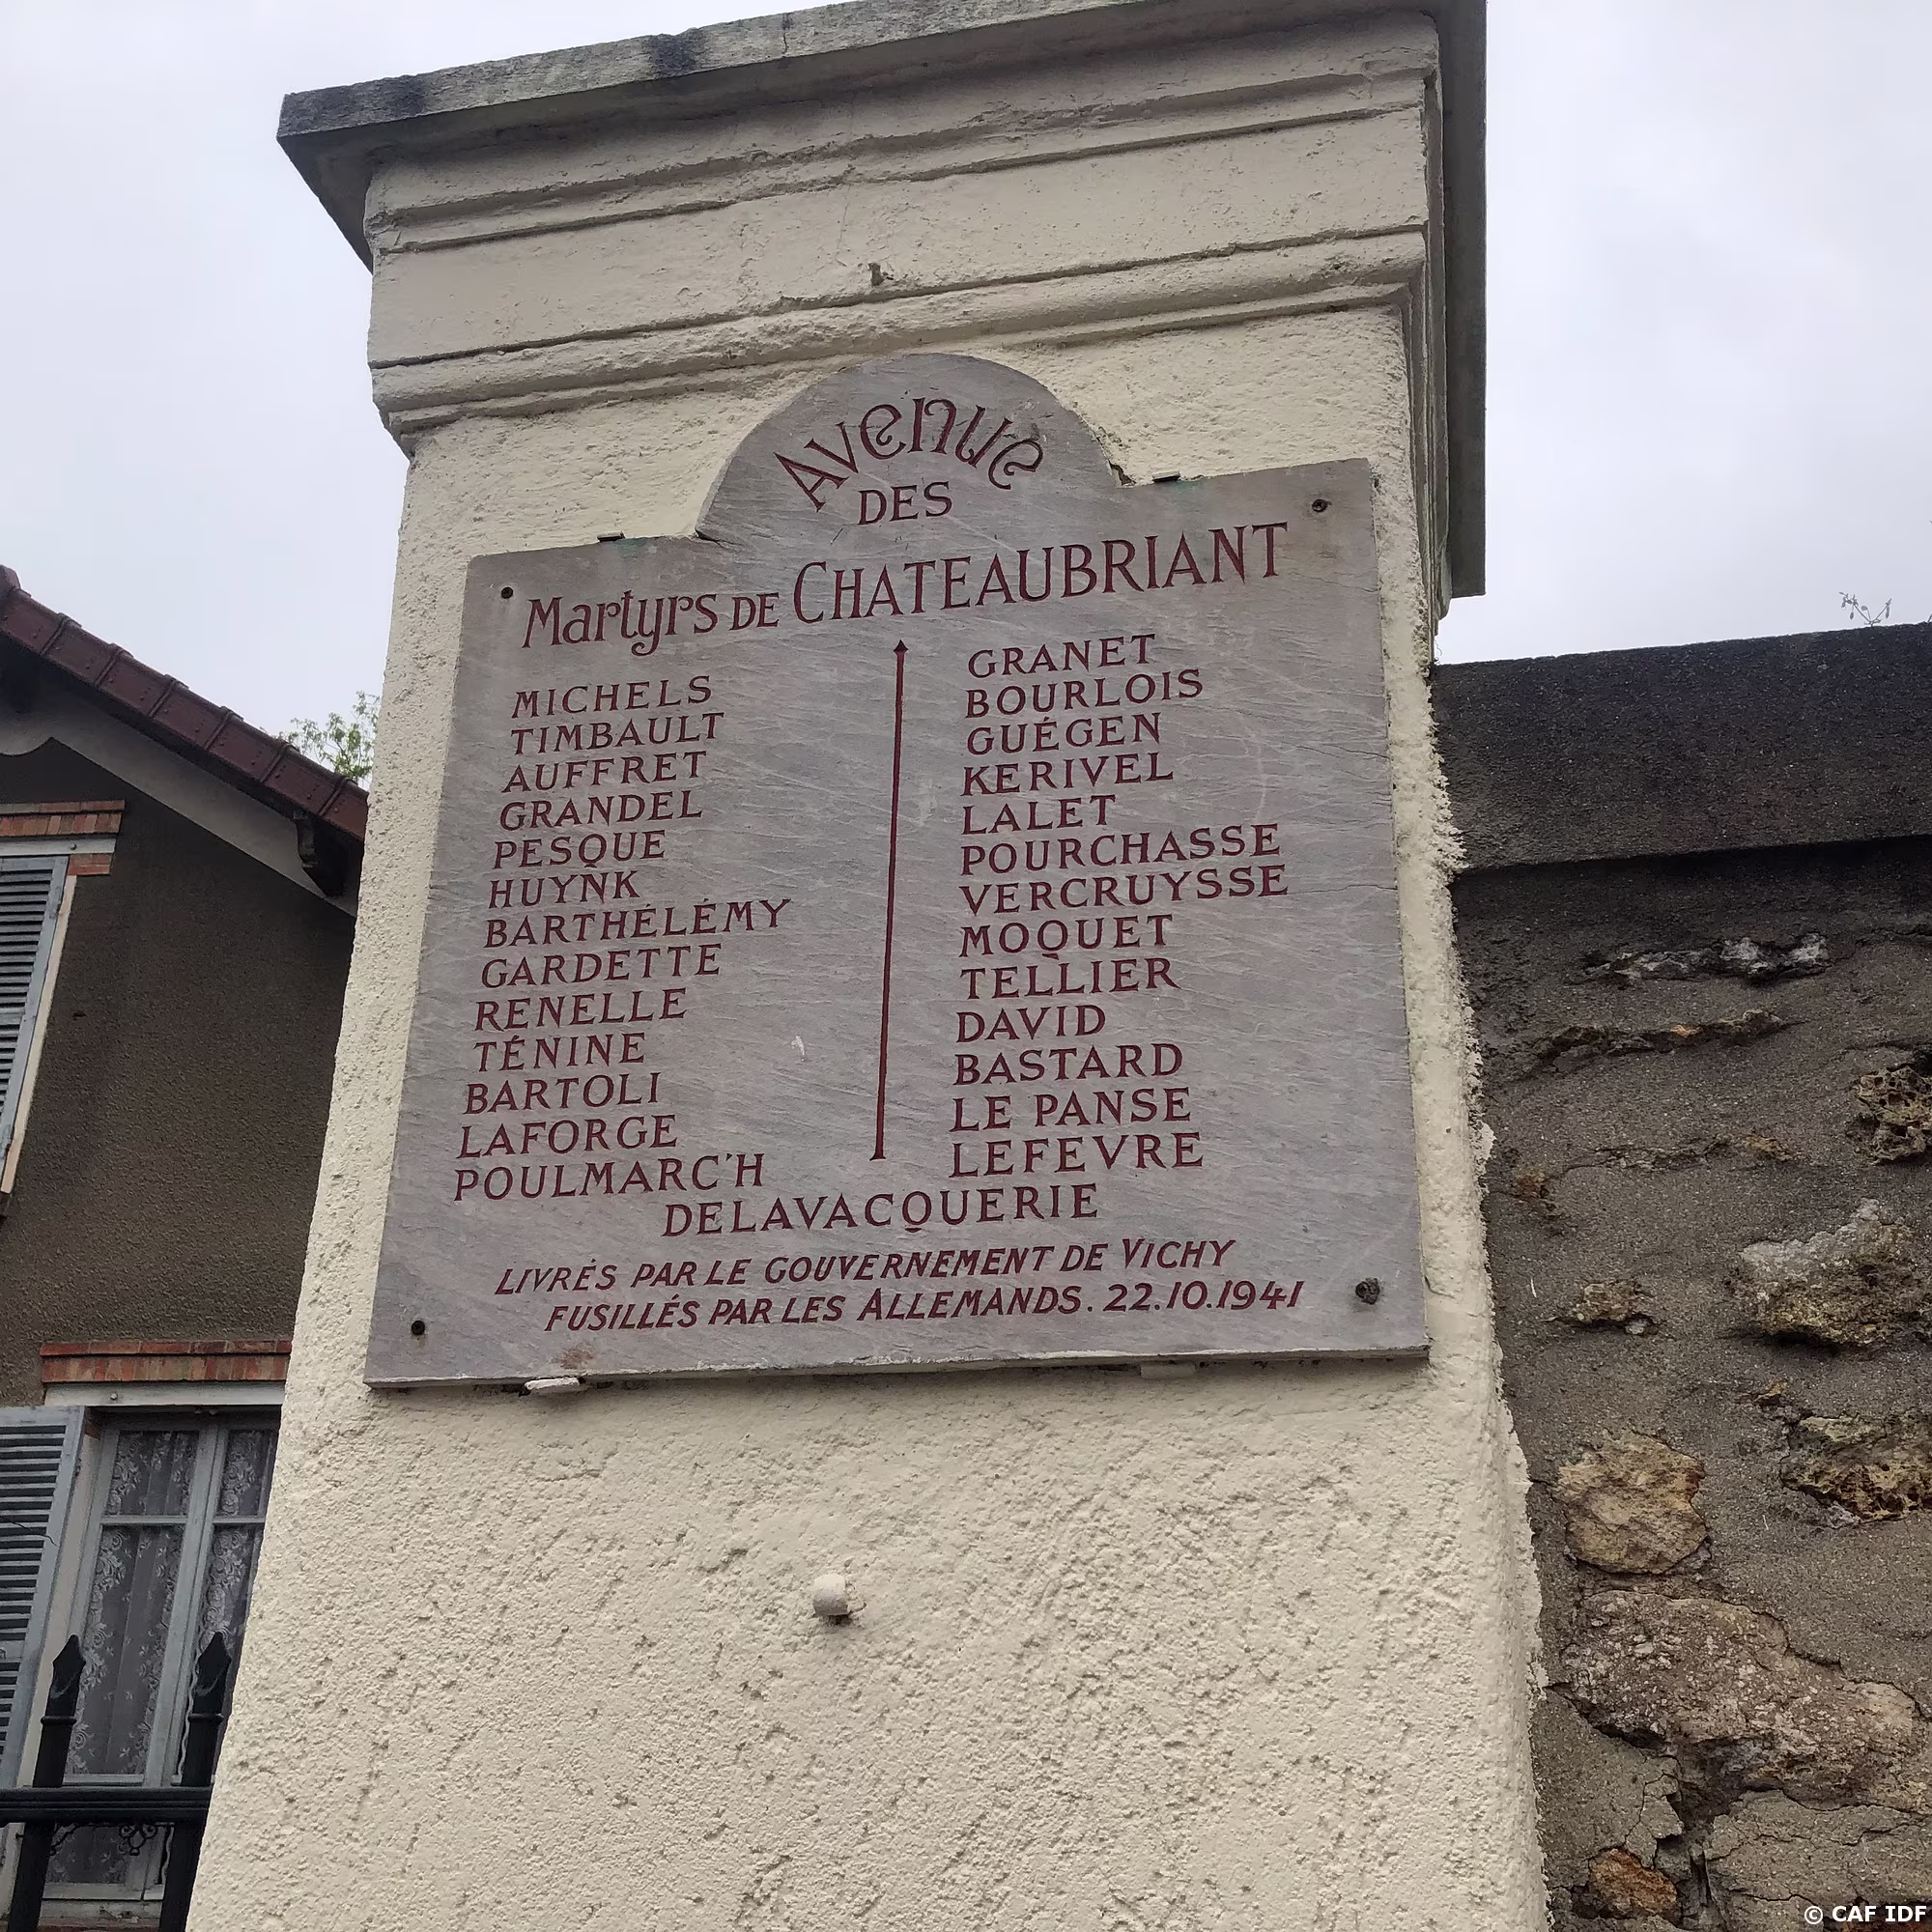 Avenue
DES
Martyrs DE CHATEAUBRIANT
MICHELS
TIMBAULT
AUFFRET
GRANDEL
PESQUE
HUYNK
BARTHÉLÉMY
GARDETTE
RENELLE
TÉNINE
BARTOLI
LAFORGE
POULMARC'H
GRANET
BOURLOIS
GUÉGEN
KERIVEL
LALET
POURCHASSE
VERCRUYSSE
MOQUET
TELLIER
DAVID
BASTARD
LE PANSE
LEFEVRE
DELAVACQUERIE
LIVRÉS PAR LE GOUVERNEMENT DE VICHY
FUSILLÉS PAR LES ALLEMANDS. 22.10.1941
© CAF IDF